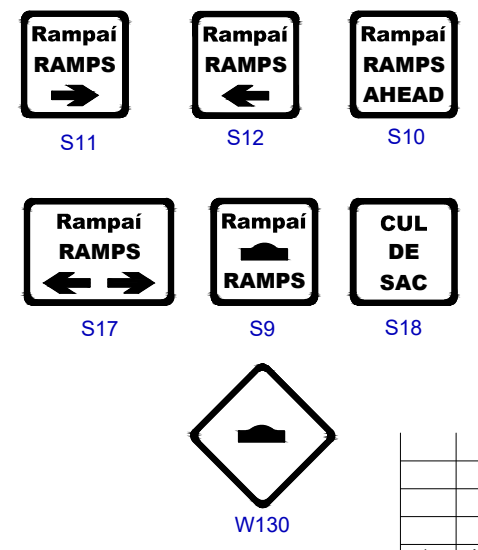 Rampaí
RAMPS
S11
Rampaí
RAMPS
S12
Rampaí
RAMPS
AHEAD
S10
Rampaí
RAMPS
S17
Rampaí
RAMPS
S9
CUL
DE
SAC
S18
W130